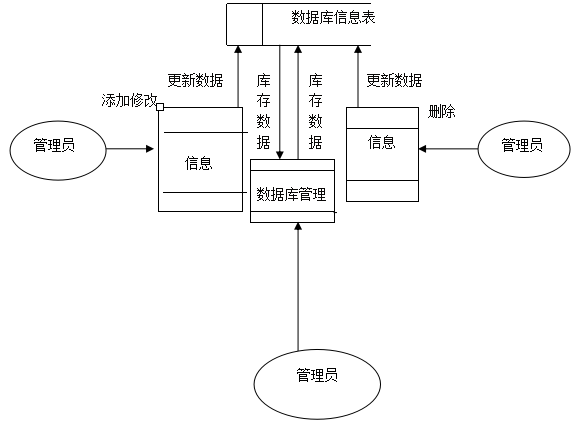 数据库信息表
更新数据
库存数据
库存数据
更新数据
添加修改
删除
管理员
信息
信息
管理员
数据库管理
管理员